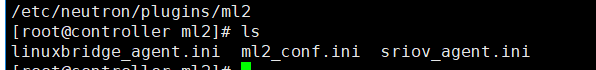 /etc/neutron/plugins/ml2
[root@controller ml2]# ls
linuxbridge_agent.ini  ml2_conf.ini  sriov_agent.ini
[root@controller ml2]#